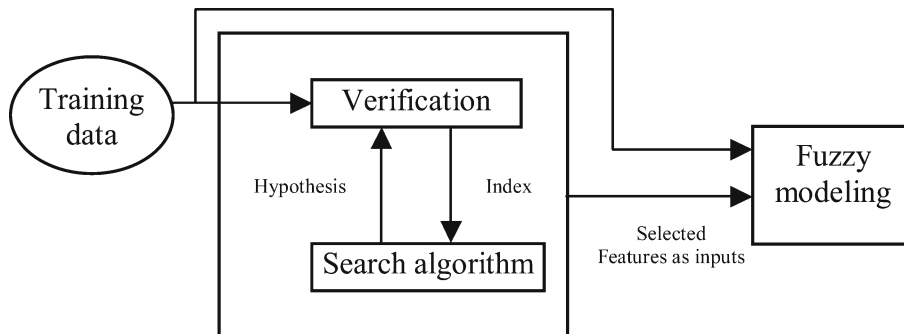 Training
data
Verification
Hypothesis
Index
Search algorithm
Selected
Features as inputs
Fuzzy
modeling